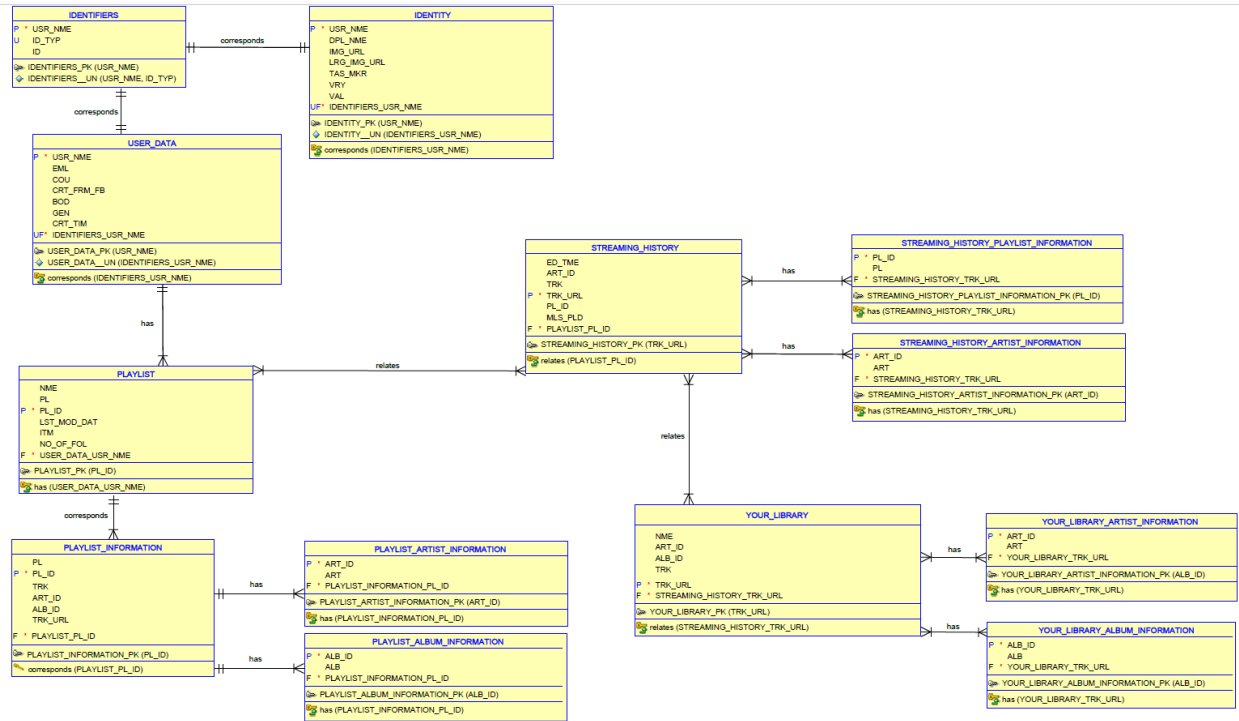 IDENTIFIERS
P * USR_NME
U ID_TYP
ID
IDENTIFIERS_PK (USR_NME)
IDENTIFIERS__UN (USR_NME, ID_TYP)
corresponds
IDENTITY
P * USR_NME
DPL_NME
IMG_URL
LRG_IMG_URL
TAS_MKR
VRY
VAL
UF* IDENTIFIERS_USR_NME
IDENTITY_PK (USR_NME)
IDENTITY__UN (IDENTIFIERS_USR_NME)
corresponds (IDENTIFIERS_USR_NME)
corresponds
USER_DATA
P * USR_NME
EML
COU
CRT_FRM_FB
BOD
GEN
CRT_TIM
UF* IDENTIFIERS_USR_NME
USER_DATA_PK (USR_NME)
USER_DATA__UN (IDENTIFIERS_USR_NME)
corresponds (IDENTIFIERS_USR_NME)
has
STREAMING_HISTORY
ED_TME
ART_ID
TRK
P * TRK_URL
PL_ID
MLS_PLD
F * PLAYLIST_PL_ID
STREAMING_HISTORY_PK (TRK_URL)
relates (PLAYLIST_PL_ID)
has
STREAMING_HISTORY_PLAYLIST_INFORMATION
P * PL_ID
PL
F * STREAMING_HISTORY_TRK_URL
STREAMING_HISTORY_PLAYLIST_INFORMATION_PK (PL_ID)
has (STREAMING_HISTORY_TRK_URL)
has
STREAMING_HISTORY_ARTIST_INFORMATION
P * ART_ID
ART
F * STREAMING_HISTORY_TRK_URL
STREAMING_HISTORY_ARTIST_INFORMATION_PK (ART_ID)
has (STREAMING_HISTORY_TRK_URL)
relates
PLAYLIST
NME
PL
P * PL_ID
LST_MOD_DAT
ITM
NO_OF_FOL
F * USER_DATA_USR_NME
PLAYLIST_PK (PL_ID)
has (USER_DATA_USR_NME)
relates
corresponds
PLAYLIST_INFORMATION
PL
P * PL_ID
TRK
ART_ID
ALB_ID
TRK_URL
F * PLAYLIST_PL_ID
PLAYLIST_INFORMATION_PK (PL_ID)
corresponds (PLAYLIST_PL_ID)
has
PLAYLIST_ARTIST_INFORMATION
P * ART_ID
ART
F * PLAYLIST_INFORMATION_PL_ID
PLAYLIST_ARTIST_INFORMATION_PK (ART_ID)
has (PLAYLIST_INFORMATION_PL_ID)
has
PLAYLIST_ALBUM_INFORMATION
P * ALB_ID
ALB
F * PLAYLIST_INFORMATION_PL_ID
PLAYLIST_ALBUM_INFORMATION_PK (ALB_ID)
has (PLAYLIST_INFORMATION_PL_ID)
YOUR_LIBRARY
NME
ART_ID
ALB_ID
TRK
P * TRK_URL
F * STREAMING_HISTORY_TRK_URL
YOUR_LIBRARY_PK (TRK_URL)
relates (STREAMING_HISTORY_TRK_URL)
has
YOUR_LIBRARY_ARTIST_INFORMATION
P * ART_ID
ART
F * YOUR_LIBRARY_TRK_URL
YOUR_LIBRARY_ARTIST_INFORMATION_PK (ALB_ID)
has (YOUR_LIBRARY_TRK_URL)
has
YOUR_LIBRARY_ALBUM_INFORMATION
P * ALB_ID
ALB
F * YOUR_LIBRARY_TRK_URL
YOUR_LIBRARY_ALBUM_INFORMATION_PK (ALB_ID)
has (YOUR_LIBRARY_TRK_URL)